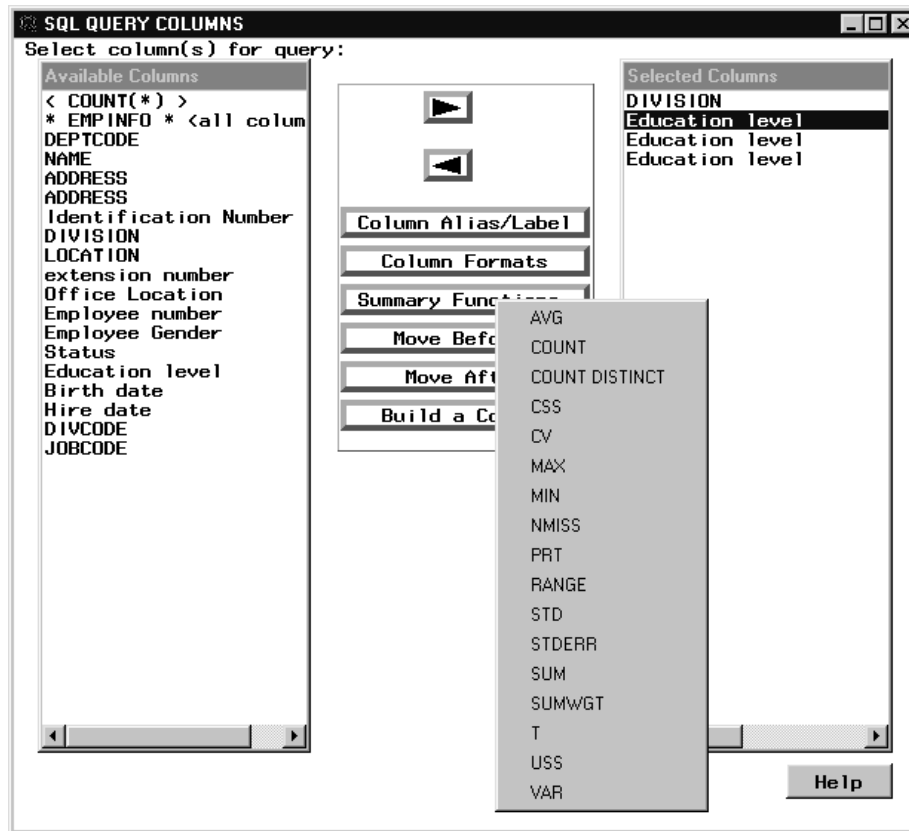 SQL QUERY COLUMNS
Select column(s) for query:
Available Columns
< COUNT(*) >
* EMPINFO * <all colum
DEPTCODE
NAME
ADDRESS
ADDRESS
Identification Number
DIVISION
LOCATION
extension number
Office Location
Employee number
Employee Gender
Status
Education level
Birth date
Hire date
DIVCODE
JOBCODE
Column Alias/Label
Column Formats
Summary Functions
Move Befo
Move Aft
Build a Co
AVG
COUNT
COUNT DISTINCT
CSS
CV
MAX
MIN
NMISS
PRT
RANGE
STD
STDERR
SUM
SUMWGT
T
USS
VAR
Selected Columns
DIVISION
Education level
Education level
Education level
Help